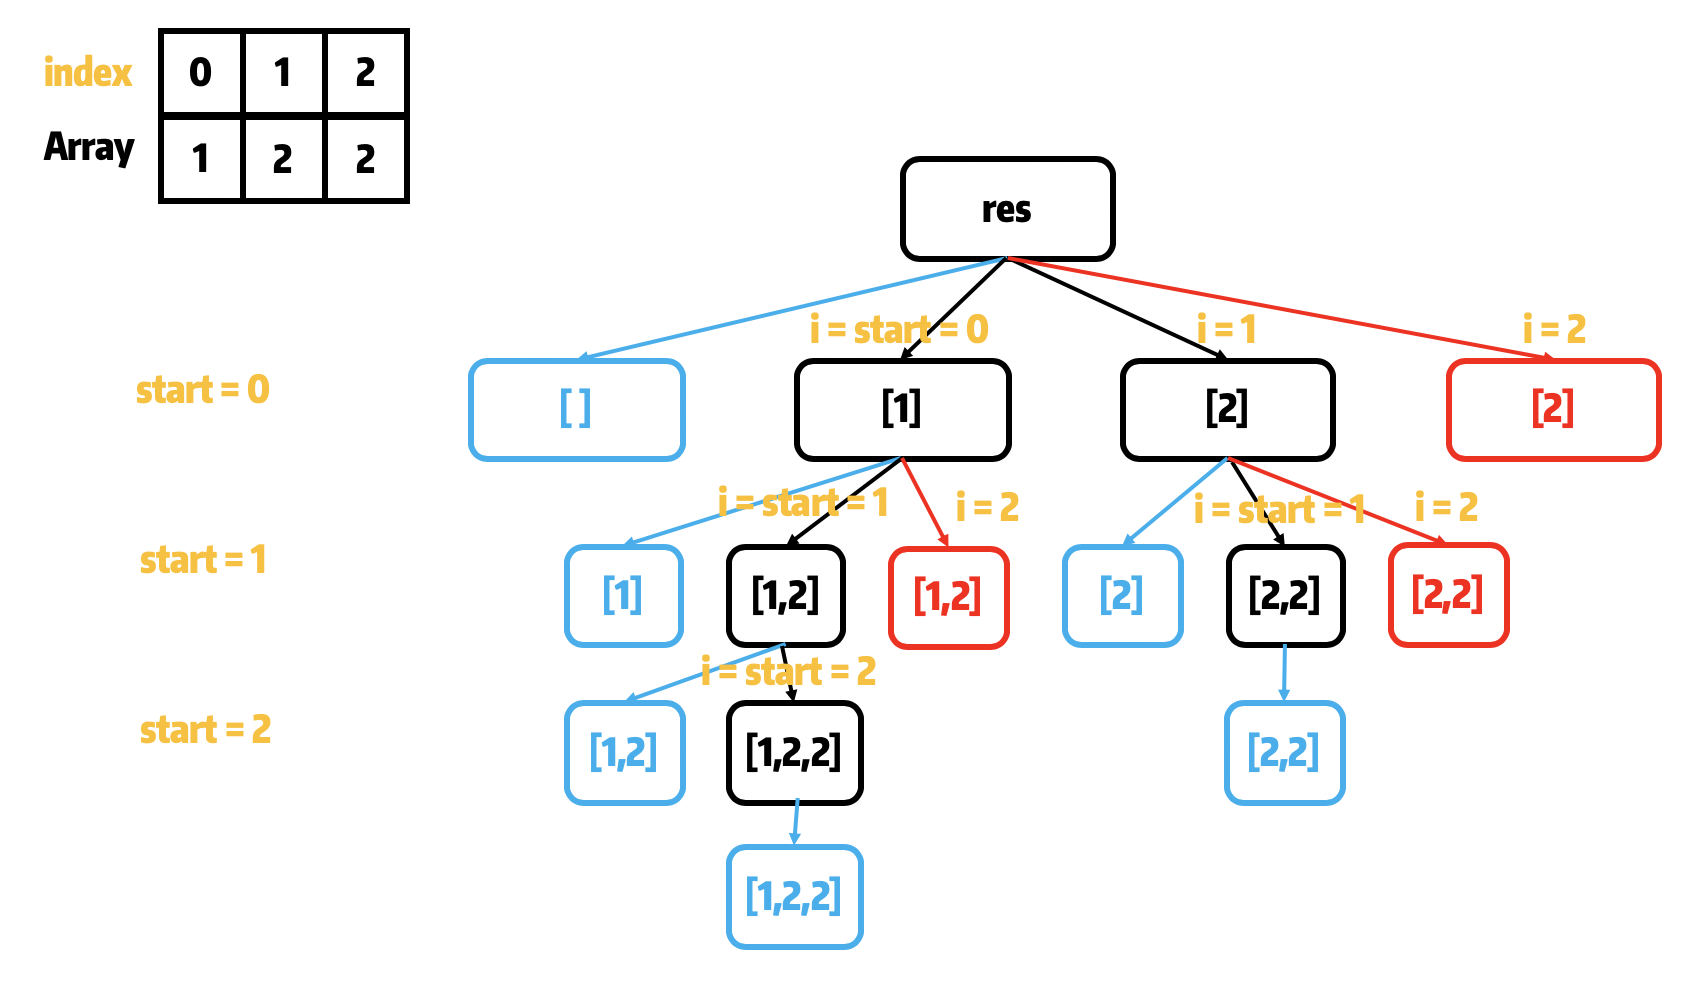 index 0 1 2
Array 1 2 2
res
i = start = 0 i = 1 i = 2
start = 0 [ ] [1] [2] [2]
i = start = 1 i = 2 i = start = 1 i = 2
start = 1 [1] [1,2] [1,2] [2] [2,2] [2,2]
i = start = 2
start = 2 [1,2] [1,2,2] [2,2]
[1,2,2]